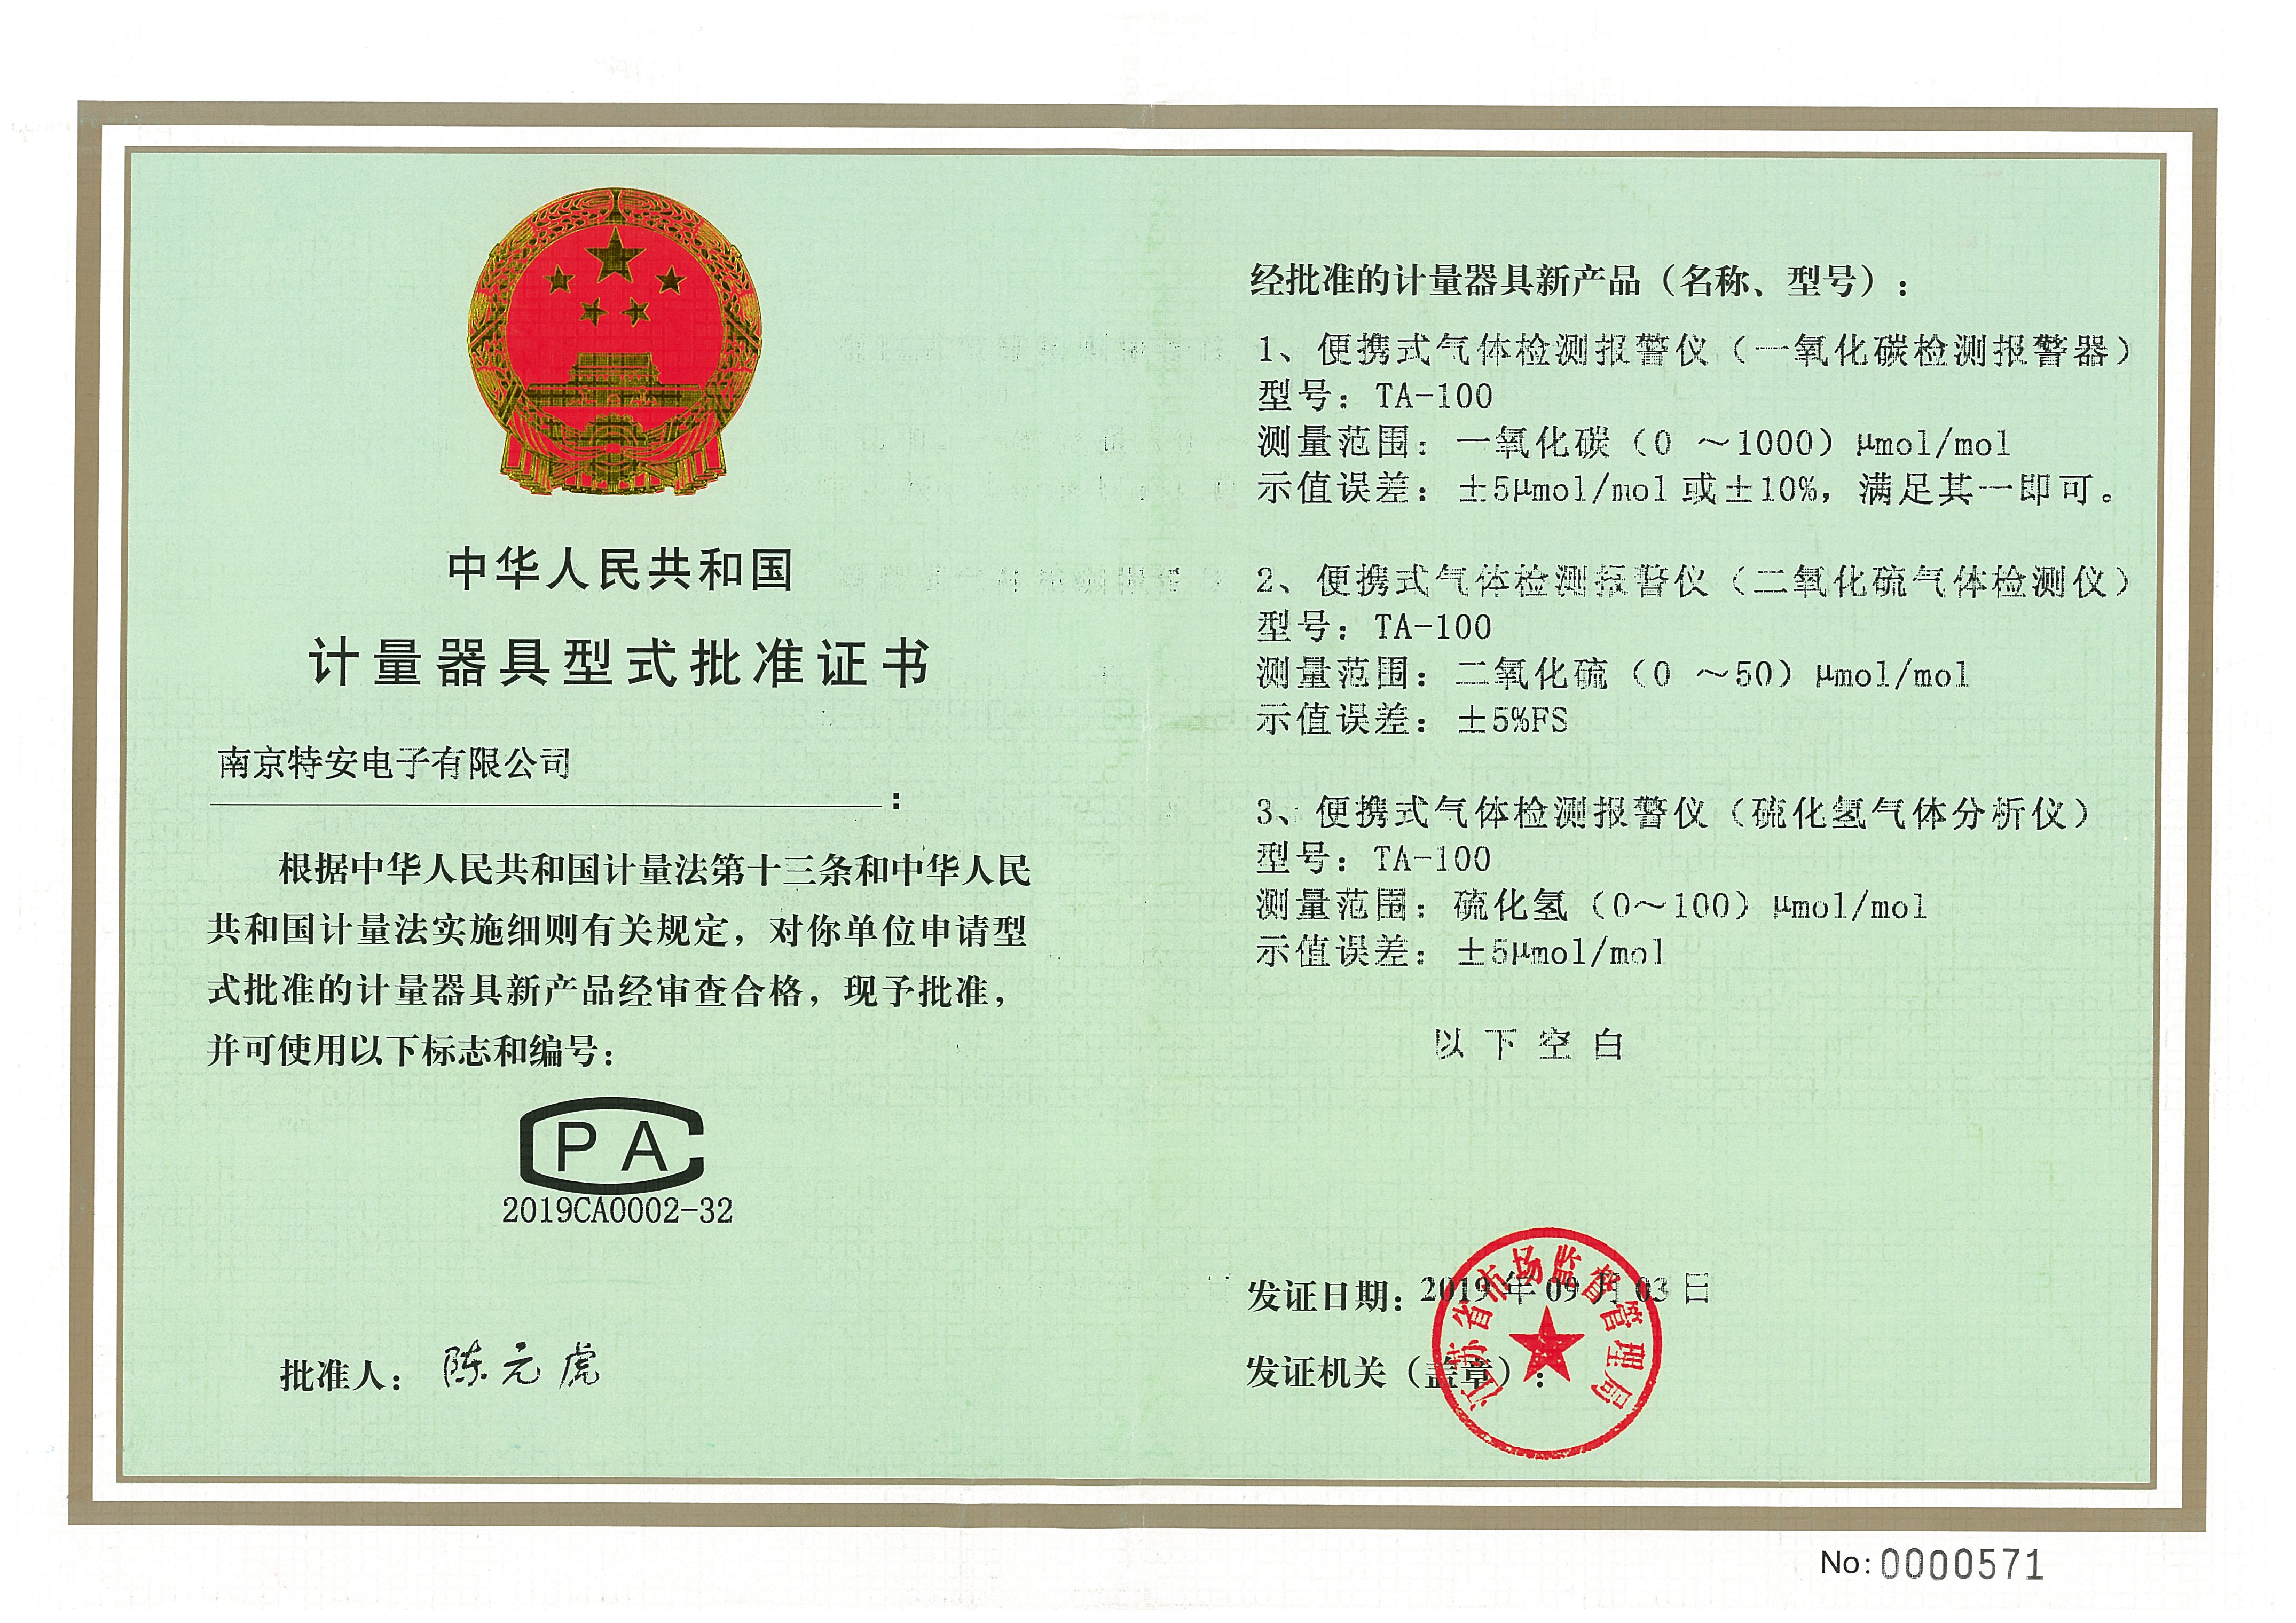 中华人民共和国
计量器具型式批准证书
南京特安电子有限公司
：
根据中华人民共和国计量法第十三条和中华人民
共和国计量法实施细则有关规定，对你单位申请型
式批准的计量器具新产品经审查合格，现予批准，
并可使用以下标志和编号：
PA
2019CA0002-32
批准人：陈元虎
经批准的计量器具新产品（名称、型号）：
1、便携式气体检测报警仪（一氧化碳检测报警器）
型号：TA-100
测量范围：一氧化碳（0 ～1000）μmol/mol
示值误差：±5μmol/mol 或±10%，满足其一即可。
2、便携式气体检测报警仪（二氧化硫气体检测仪）
型号：TA-100
测量范围：二氧化硫（0 ～50）μmol/mol
示值误差：±5%FS
3、便携式气体检测报警仪（硫化氢气体分析仪）
型号：TA-100
测量范围：硫化氢（0～100）μmol/mol
示值误差：±5μmol/mol
以下空白
发证日期：2019 年 09 月 03 日
发证机关（盖章）：
江苏省市场监督管理局
No:0000571